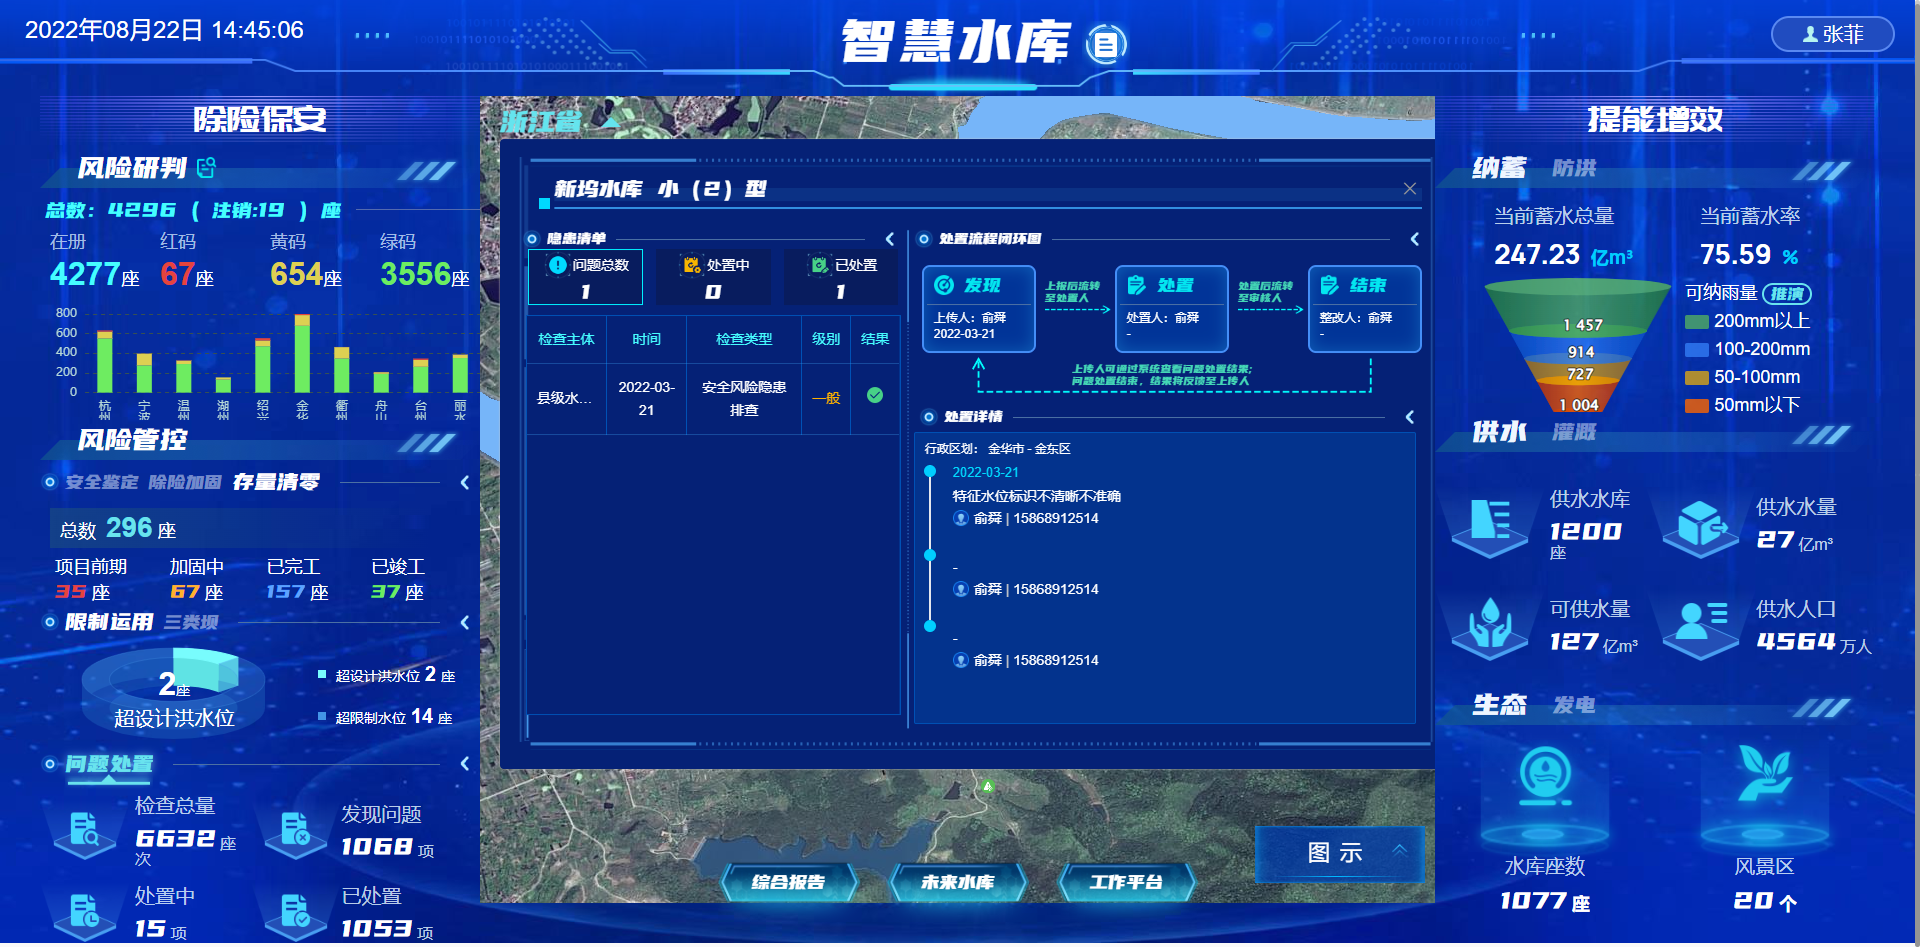 2022年08月22日 14:45:06
智慧水库
张菲
除险保安
风险研判
总数: 4296 ( 注销:19 ) 座
在册 红码 黄码 绿码
4277座 67座 654座 3556座
800
600
400
200
0
杭州 宁波 温州 湖州 绍兴 金华 衢州 舟山 台州 丽水
风险管控
安全鉴定 除险加固 存量清零
总数 296 座
项目前期 加固中 已完工 已竣工
35 座 67 座 157 座 37 座
限制运用 三类坝
2座
超设计洪水位
超设计洪水位 2 座
超限制水位 14 座
问题处置
检查总量
6632 座次
发现问题
1068 项
处置中
15 项
已处置
1053 项
浙江省
新坞水库 小（2）型
隐患清单
问题总数
1
处置中
0
已处置
1
检查主体 时间 检查类型 级别 结果
县级水... 2022-03-21 安全风险隐患排查 一般
处置流程闭环图
发现
上传人：俞舜
2022-03-21
上报后流转
至处置人
处置
处置人：俞舜
-
处置后流转
至审核人
结束
整改人：俞舜
-
上传人可通过系统查看问题处置结果;
问题处置结束，结果将反馈至上传人
处置详情
行政区划： 金华市 - 金东区
2022-03-21
特征水位标识不清晰不准确
俞舜 | 15868912514
-
俞舜 | 15868912514
-
俞舜 | 15868912514
图 示
综合报告
未来水库
工作平台
提能增效
纳蓄 防洪
当前蓄水总量
247.23 亿m³
当前蓄水率
75.59 %
可纳雨量 推演
1 457
914
727
1 004
200mm以上
100-200mm
50-100mm
50mm以下
供水 灌溉
供水水库
1200
座
供水水量
27 亿m³
可供水量
127 亿m³
供水人口
4564 万人
生态 发电
水库座数
1077 座
风景区
20 个